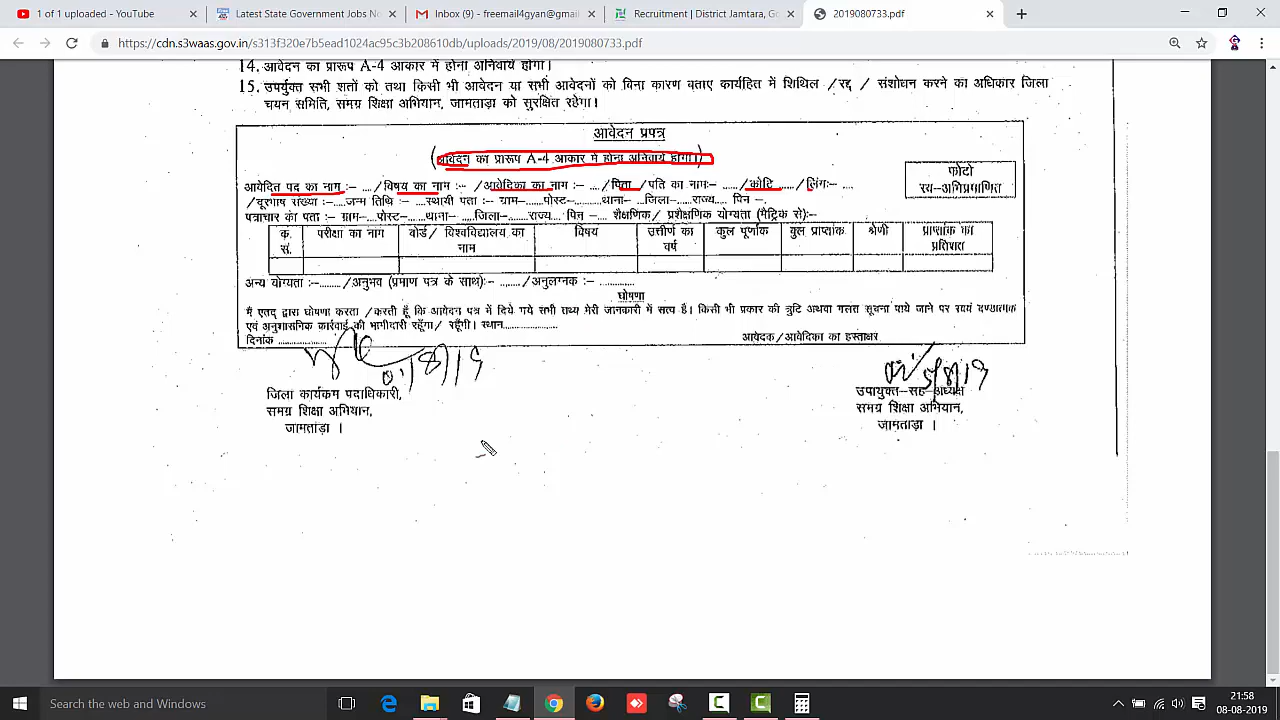 1 of 1 uploaded - YouTube
Latest State Government Jobs No
Inbox (9) - freemail4gyan@gmai
Recruitment | District Jamtara, Go
2019080733.pdf
https://cdn.s3waas.gov.in/s313f320e7b5ead1024ac95c3b208610db/uploads/2019/08/2019080733.pdf
14. आवेदन का प्रारूप A-4 आकार में होना अनिवार्य होगा।
15. उपर्युक्त सभी शर्तों को तथा किसी भी आवेदन या सभी आवेदनों को बिना कारण बताए कार्यहित में शिथिल /रद्द / संशोधन करने का अधिकार जिला
चयन समिति, समग्र शिक्षा अभियान, जामताड़ा को सुरक्षित रहेगा।
आवेदन प्रपत्र
(आवेदन का प्रारूप A-4 आकार में होना अनिवार्य होगा।)
फोटो
स्व-अभिप्रमाणित
आवेदित पद का नाम :- ..../विषय का नाम :- /आवेदिका का नाम :- .../पिता /पति का नामः- ...../कोटि ....../लिंगः- ....
/दूरभाष संख्या :-....जन्म तिथि :- ...स्थायी पता :- ग्राम-.....पोस्ट-.........थाना- ...जिला-.....राज्य.... पिन -.
पत्राचार का पता :- ग्राम-....पोस्ट-....थाना- ....जिला-.... राज्य.. पिन -... शैक्षणिक/ प्रशैक्षणिक योग्यता (मैट्रिक से):-
क्र. सं.
परीक्षा का नाम
बोर्ड/ विश्वविद्यालय का नाम
विषय
उत्तीर्ण का वर्ष
कुल पूर्णांक
कुल प्राप्तांक
श्रेणी
प्राप्तांक का प्रतिशत
अन्य योग्यता :-......../अनुभव (प्रमाण पत्र के साथ):- ....../अनुलग्नक :- .............
घोषणा
मैं एतद् द्वारा घोषणा करता /करती हूँ कि आवेदन पत्र में दिये गये सभी तथ्य मेरी जानकारी में सत्य हैं। किसी भी प्रकार की त्रुटि अथवा गलत सूचना पाये जाने पर स्वयं दण्डात्मक
एवं अनुशासनिक कार्रवाई की भागीदारी रहूँगा/ रहूँगी। स्थान..................
दिनांक ................
आवेदक/आवेदिका का हस्ताक्षर
जिला कार्यक्रम पदाधिकारी,
समग्र शिक्षा अभियान,
जामताड़ा ।
उपायुक्त-सह-अध्यक्ष
समग्र शिक्षा अभियान,
जामताड़ा ।
Search the web and Windows
21:58
08-08-2019